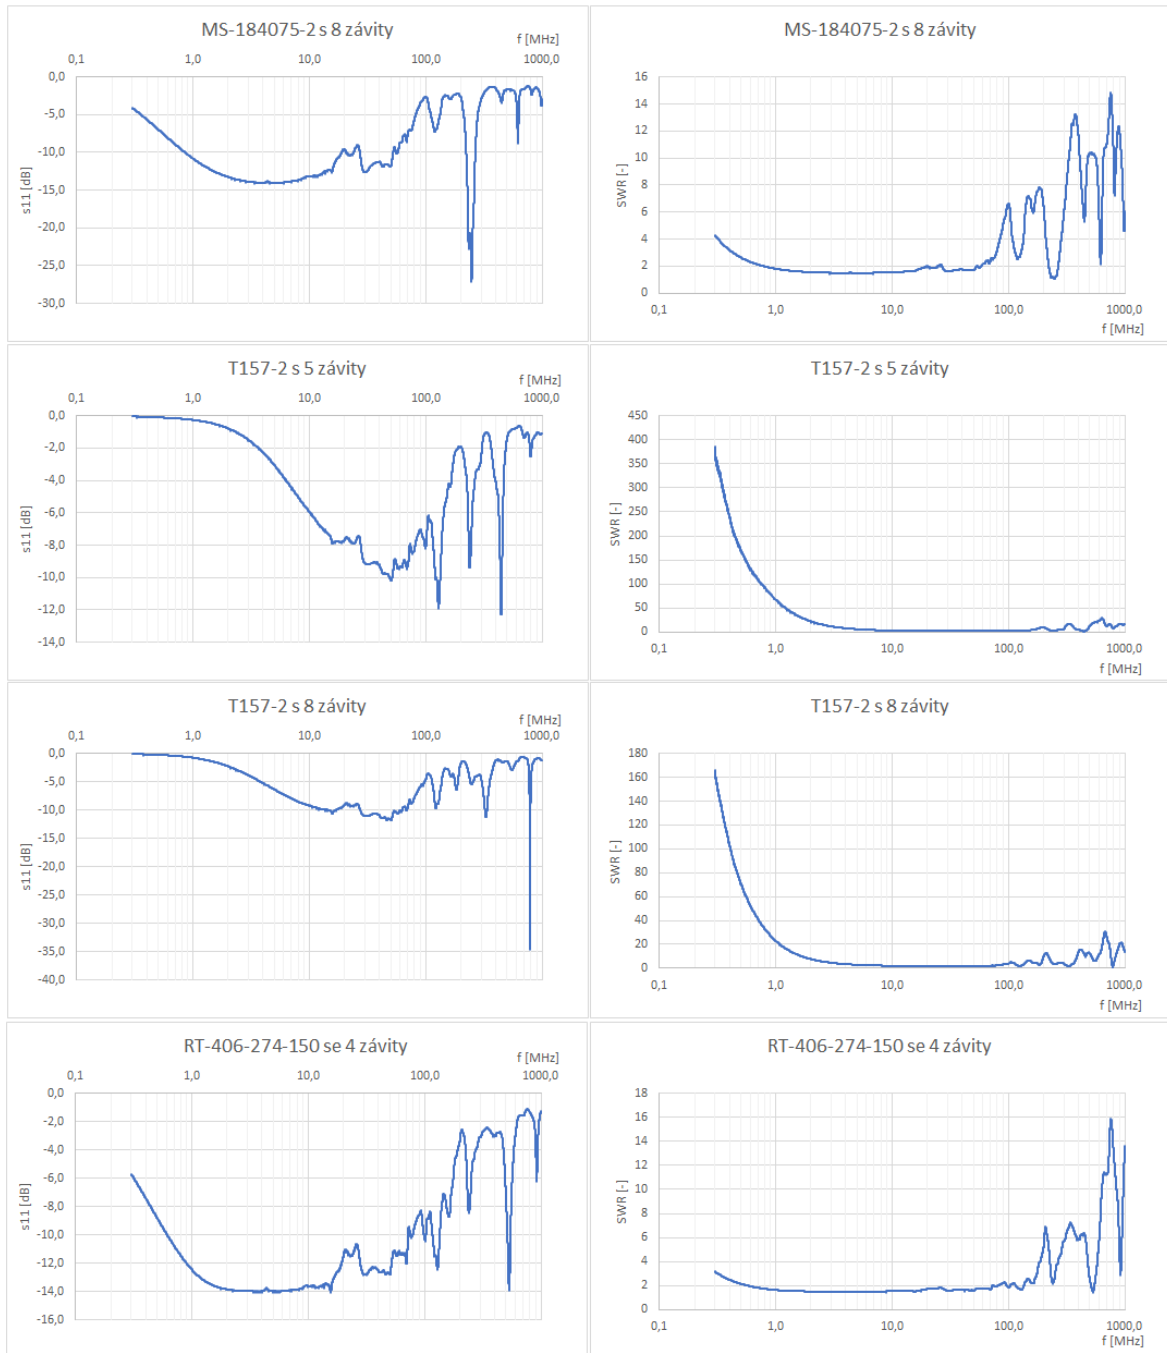 MS-184075-2 s 8 závity
f [MHz]
0,1 1,0 10,0 100,0 1000,0
0,0
-5,0
-10,0
-15,0
-20,0
-25,0
-30,0
s11 [dB]
MS-184075-2 s 8 závity
16
14
12
10
8
6
4
2
0
SWR [-]
0,1 1,0 10,0 100,0 1000,0
f [MHz]
T157-2 s 5 závity
f [MHz]
0,1 1,0 10,0 100,0 1000,0
0,0
-2,0
-4,0
-6,0
-8,0
-10,0
-12,0
-14,0
s11 [dB]
T157-2 s 5 závity
450
400
350
300
250
200
150
100
50
0
SWR [-]
0,1 1,0 10,0 100,0 1000,0
f [MHz]
T157-2 s 8 závity
f [MHz]
0,1 1,0 10,0 100,0 1000,0
0,0
-5,0
-10,0
-15,0
-20,0
-25,0
-30,0
-35,0
-40,0
s11 [dB]
T157-2 s 8 závity
180
160
140
120
100
80
60
40
20
0
SWR [-]
0,1 1,0 10,0 100,0 1000,0
f [MHz]
RT-406-274-150 se 4 závity
f [MHz]
0,1 1,0 10,0 100,0 1000,0
0,0
-2,0
-4,0
-6,0
-8,0
-10,0
-12,0
-14,0
-16,0
s11 [dB]
RT-406-274-150 se 4 závity
18
16
14
12
10
8
6
4
2
0
SWR [-]
0,1 1,0 10,0 100,0 1000,0
f [MHz]